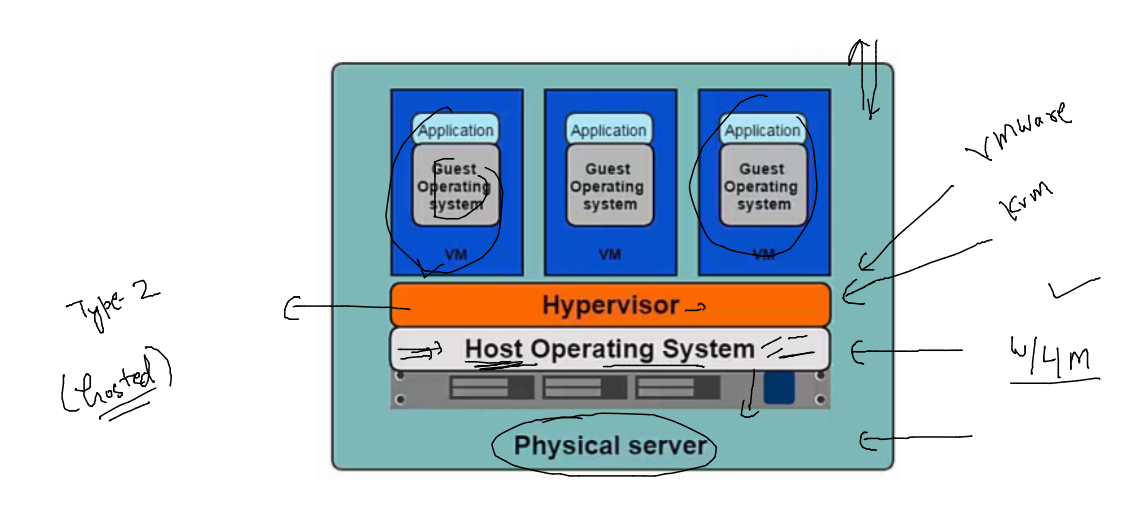 Application
Guest
Operating
system
VM
Application
Guest
Operating
system
VM
Application
Guest
Operating
system
VM
VMware
KVM
Type-2
(hosted)
Hypervisor
Host Operating System
Physical server